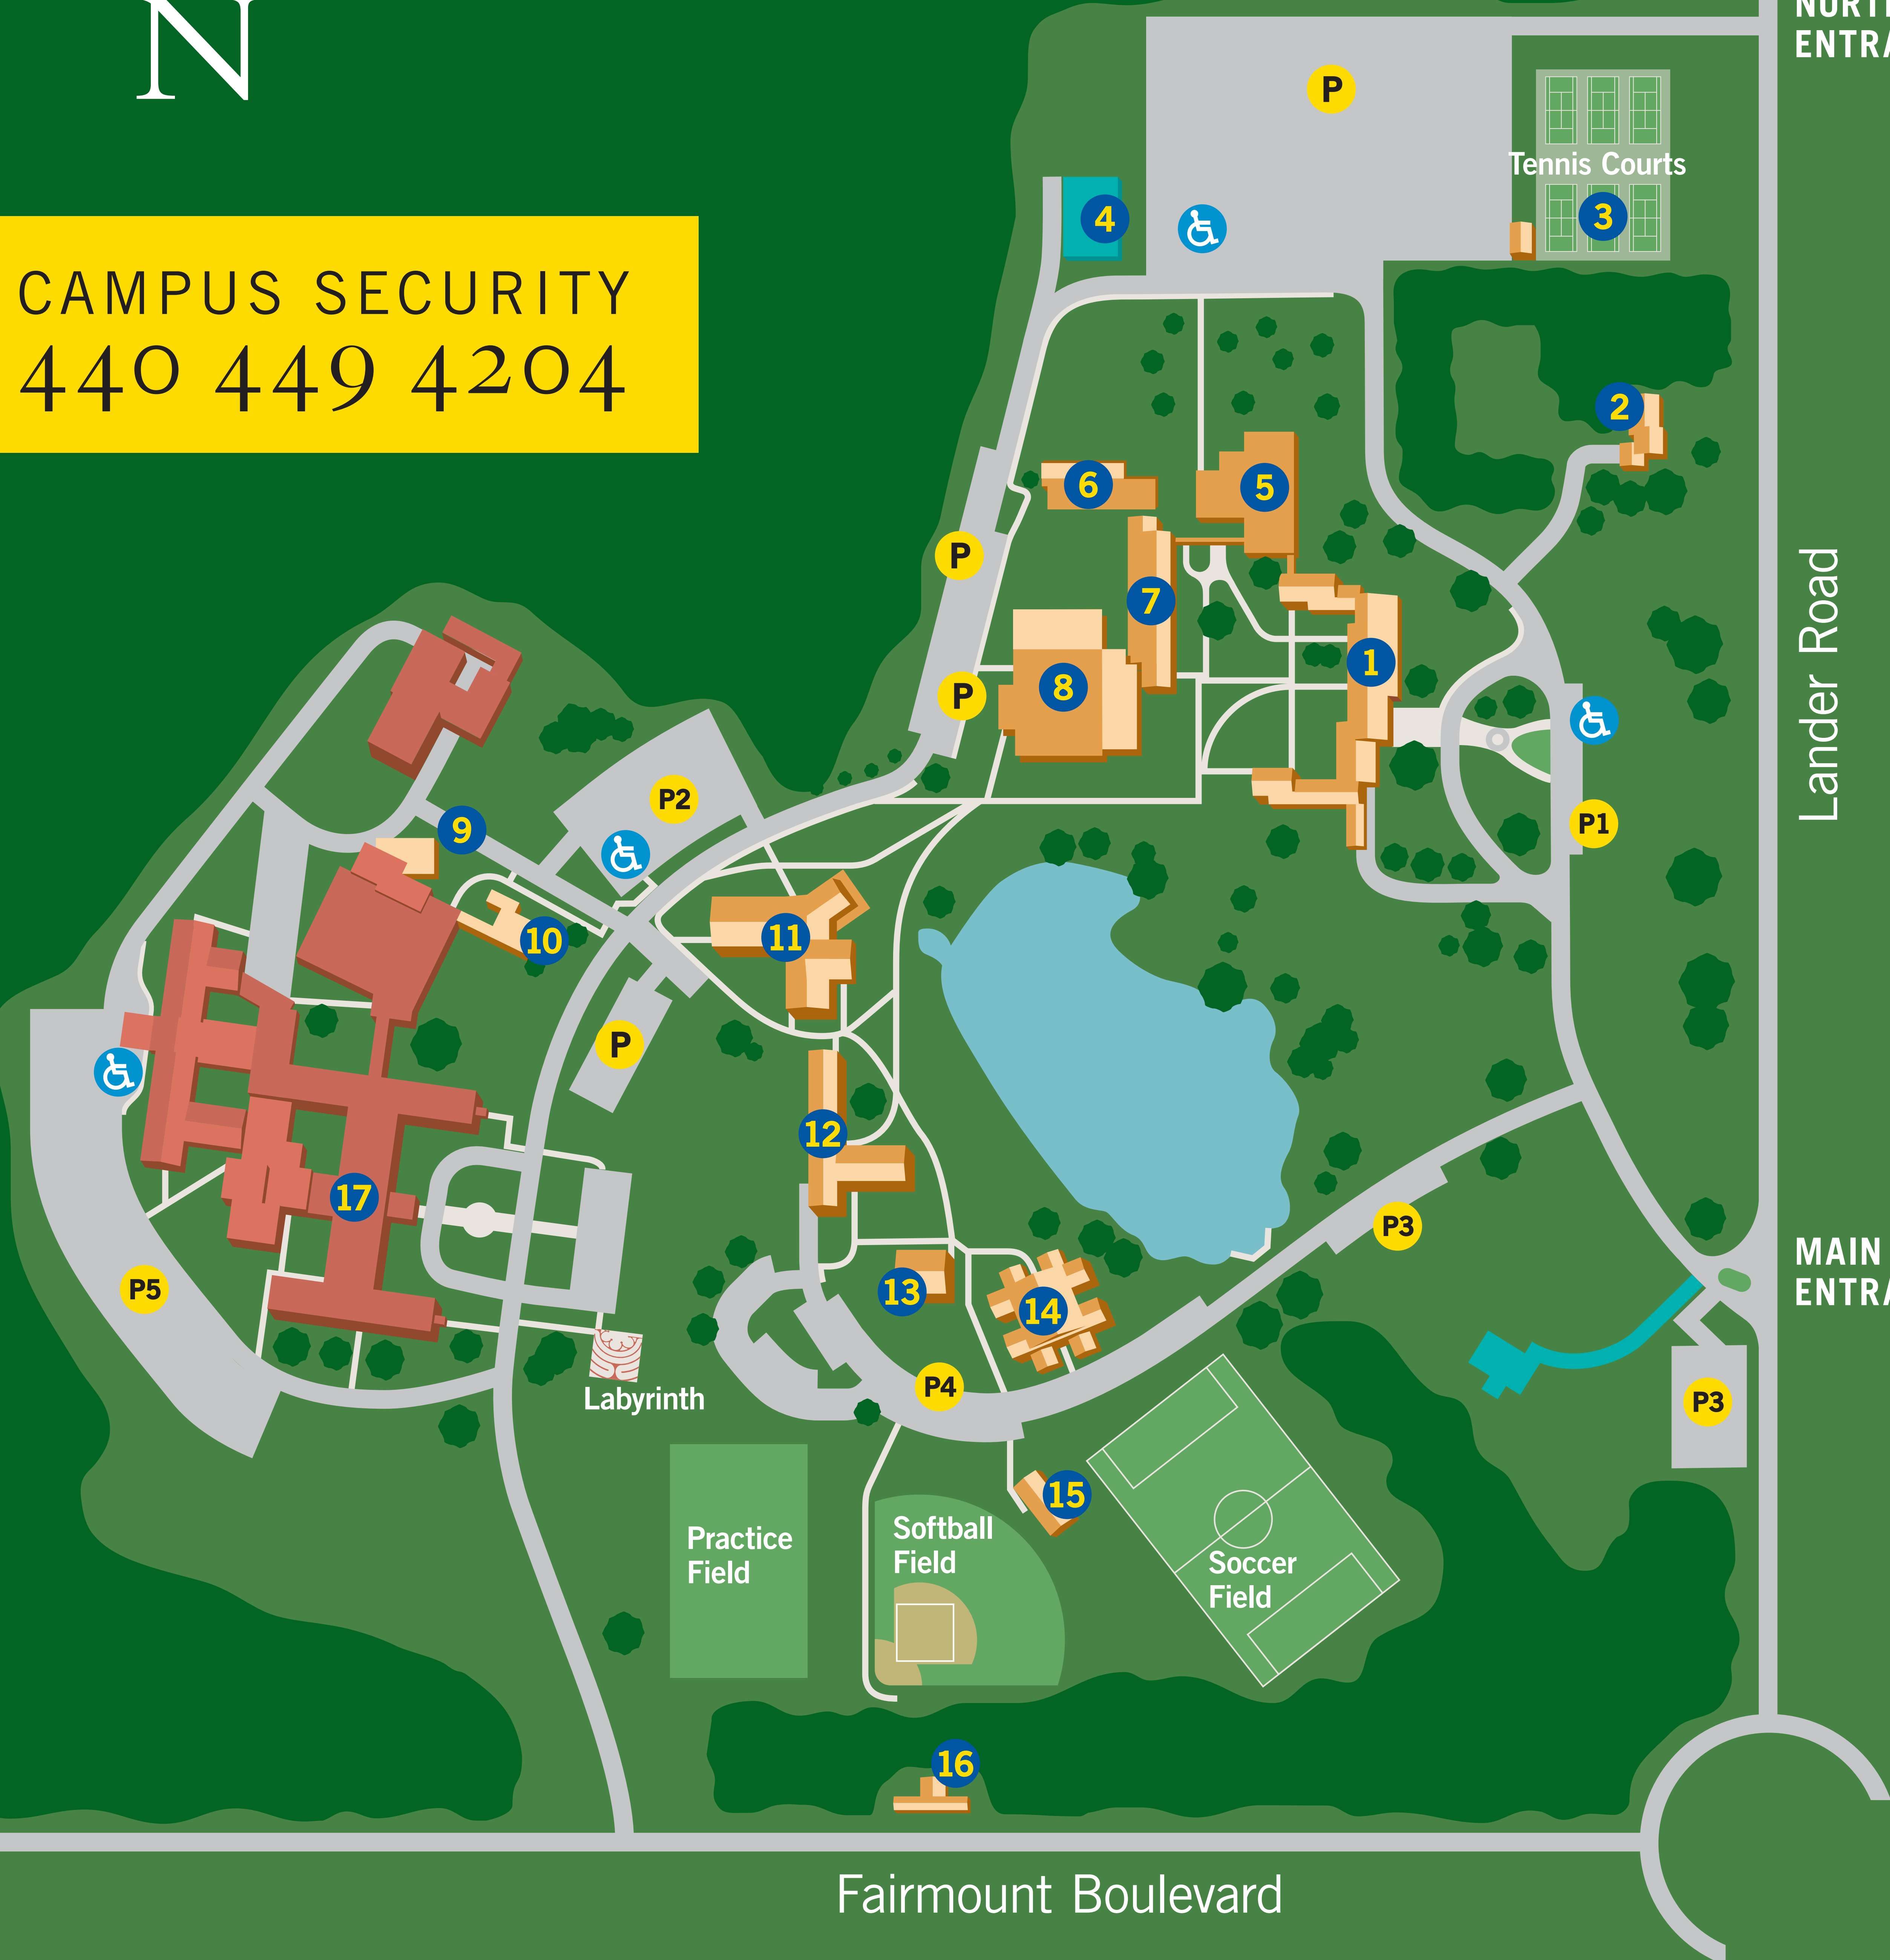 N
CAMPUS SECURITY
440 449 4204
P
Tennis Courts
4
3
2
6
5
P
7
1
8
P
Lander Road
P2
P1
9
10
11
P
12
17
P3
MAIN
P5
13
14
P4
P3
Labyrinth
15
Practice
Field
Softball
Field
Soccer
Field
16
Fairmount Boulevard